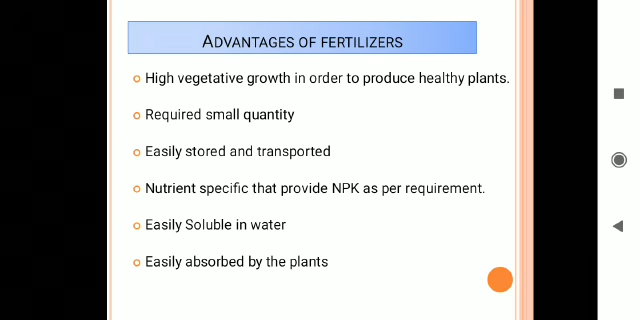 ADVANTAGES OF FERTILIZERS
High vegetative growth in order to produce healthy plants.
Required small quantity
Easily stored and transported
Nutrient specific that provide NPK as per requirement.
Easily Soluble in water
Easily absorbed by the plants